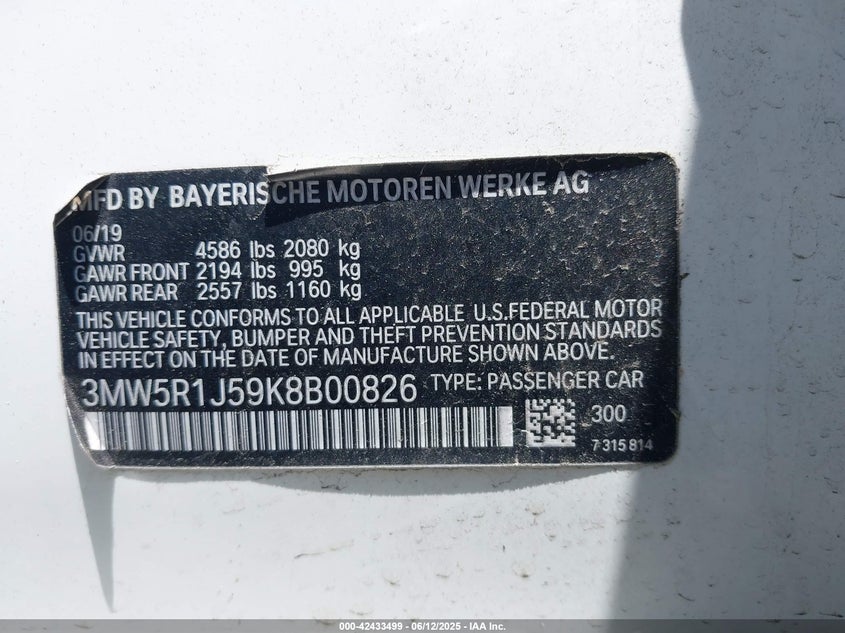 MFD BY BAYERISCHE MOTOREN WERKE AG
06/19
GVWR 4586 lbs 2080 kg
GAWR FRONT 2194 lbs 995 kg
GAWR REAR 2557 lbs 1160 kg
THIS VEHICLE CONFORMS TO ALL APPLICABLE U.S.FEDERAL MOTOR
VEHICLE SAFETY, BUMPER AND THEFT PREVENTION STANDARDS
IN EFFECT ON THE DATE OF MANUFACTURE SHOWN ABOVE.
3MW5R1J59K8B00826 TYPE: PASSENGER CAR
300
7315814
000-42433499 - 06/12/2025 - IAA Inc.